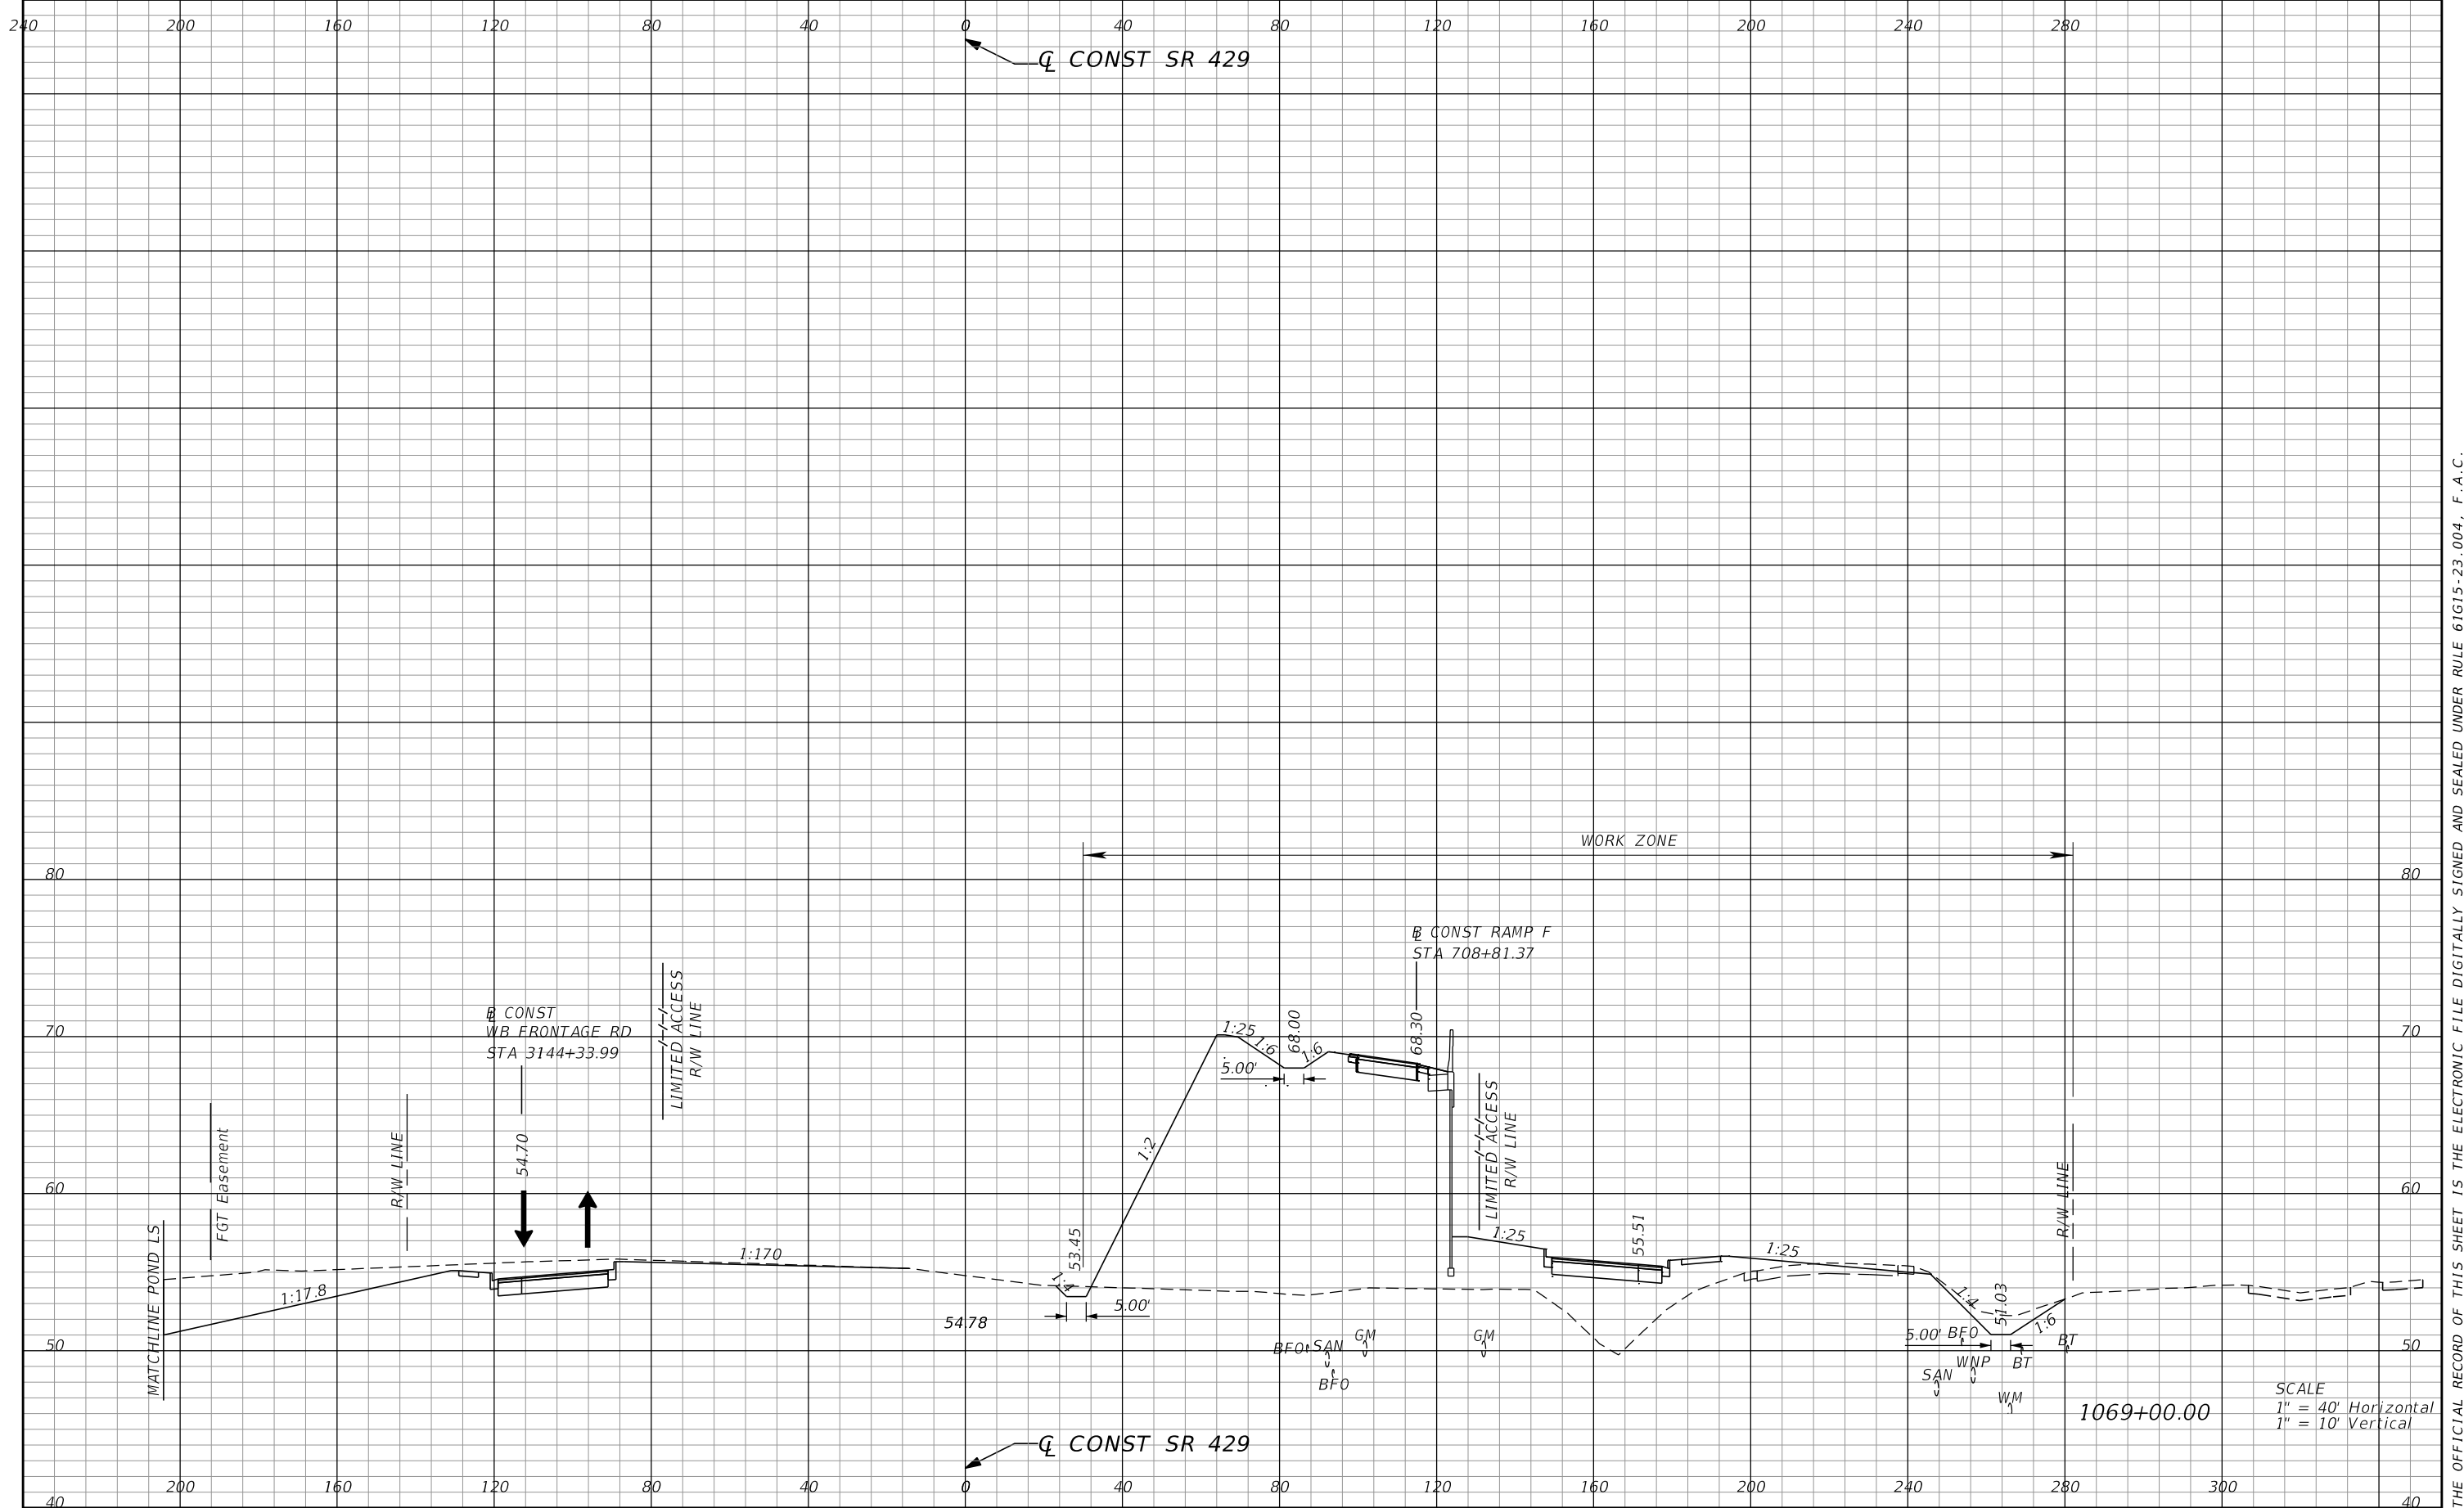 240 200 160 120 80 40 0 40 80 120 160 200 240 280
℄ CONST SR 429
WORK ZONE
80 80
℄ CONST RAMP F
STA 708+81.37
70 70
℄ CONST
WB FRONTAGE RD
STA 3144+33.99
LIMITED ACCESS
R/W LINE
1:25
1:6
68.00
1:6
68.30
5.00'
60 60
FGT Easement
R/W LINE
54.70
1:2
LIMITED ACCESS
R/W LINE
R/W LINE
MATCHLINE POND LS
1:17.8
1:170
53.45
1:4
5.00'
54.78
1:25
55.51
1:25
1:4
51.03
1:6
50 50
BFO
SAN
BFO
GM
GM
5.00'
BFO
BT
BT
WNP
SAN
WM
1069+00.00
SCALE
1" = 40' Horizontal
1" = 10' Vertical
℄ CONST SR 429
200 160 120 80 40 0 40 80 120 160 200 240 280 300
40 40
THE OFFICIAL RECORD OF THIS SHEET IS THE ELECTRONIC FILE DIGITALLY SIGNED AND SEALED UNDER RULE 61G15-23.004, F.A.C.